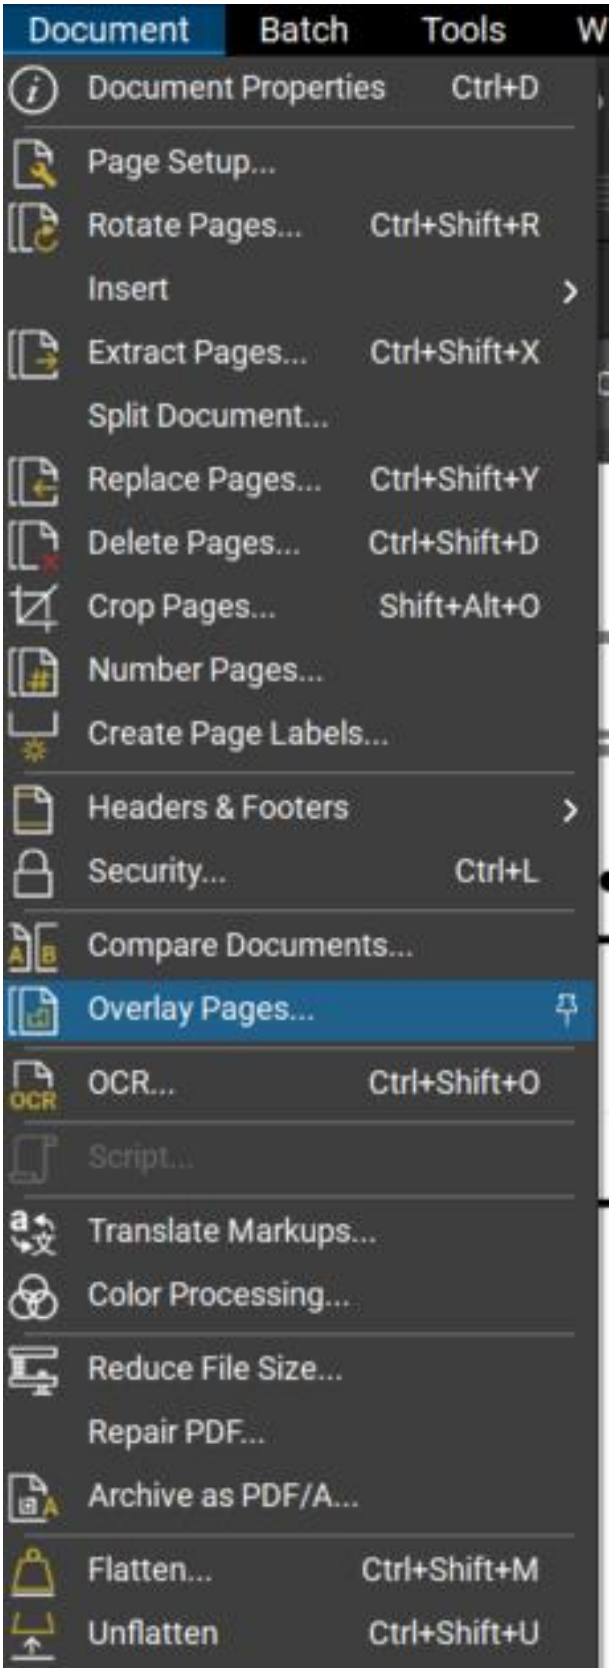 Document Batch Tools W
Document Properties Ctrl+D
Page Setup...
Rotate Pages... Ctrl+Shift+R
Insert
Extract Pages... Ctrl+Shift+X
Split Document...
Replace Pages... Ctrl+Shift+Y
Delete Pages... Ctrl+Shift+D
Crop Pages... Shift+Alt+O
# Number Pages...
Create Page Labels...
Headers & Footers
Security... Ctrl+L
A B Compare Documents...
Overlay Pages...
OCR OCR... Ctrl+Shift+O
Script...
a 文 Translate Markups...
Color Processing...
Reduce File Size...
Repair PDF...
A Archive as PDF/A...
Flatten... Ctrl+Shift+M
Unflatten Ctrl+Shift+U